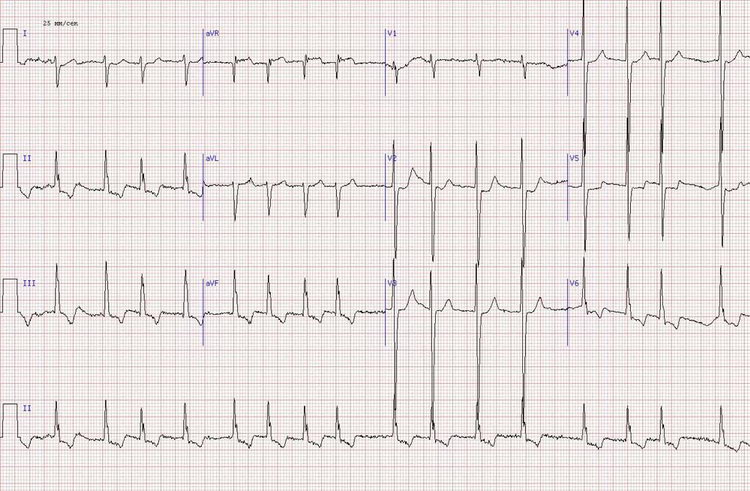 25 мм/сек
I aVR V1 V4
II aVL V2 V5
III aVF V3 V6
II